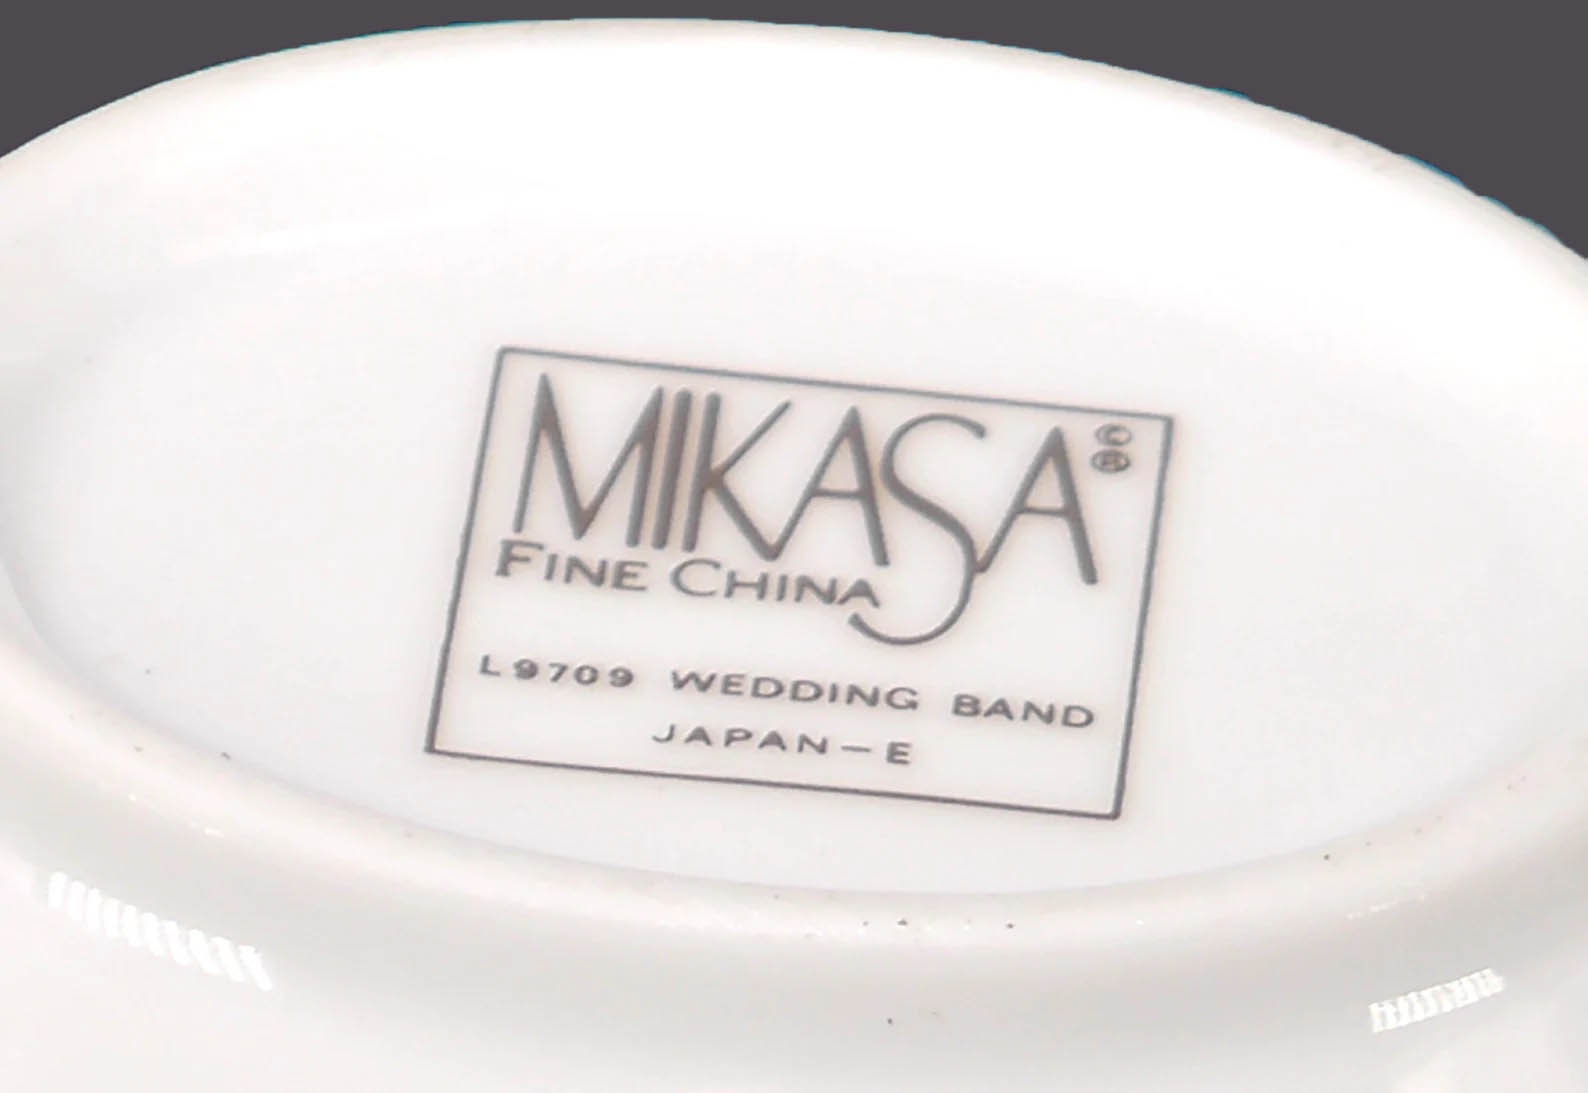 MIKASA ©
®
FINE CHINA
L9709 WEDDING BAND
JAPAN—E